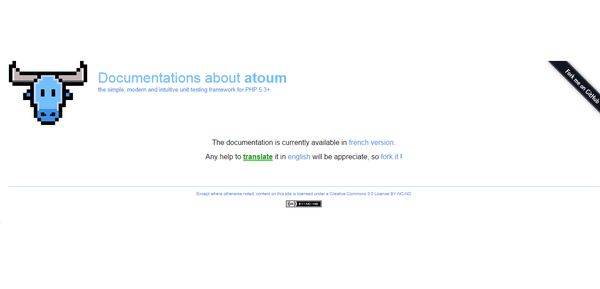 Documentations about atoum
the simple, modern and intuitive unit testing framework for PHP 5.3+
Fork me on GitHub
The documentation is currently available in french version.
Any help to translate it in english will be appreciate, so fork it !
Except where otherwise noted, content on this site is licensed under a Creative Commons 3.0 License BY-NC-ND
BY-NC-ND